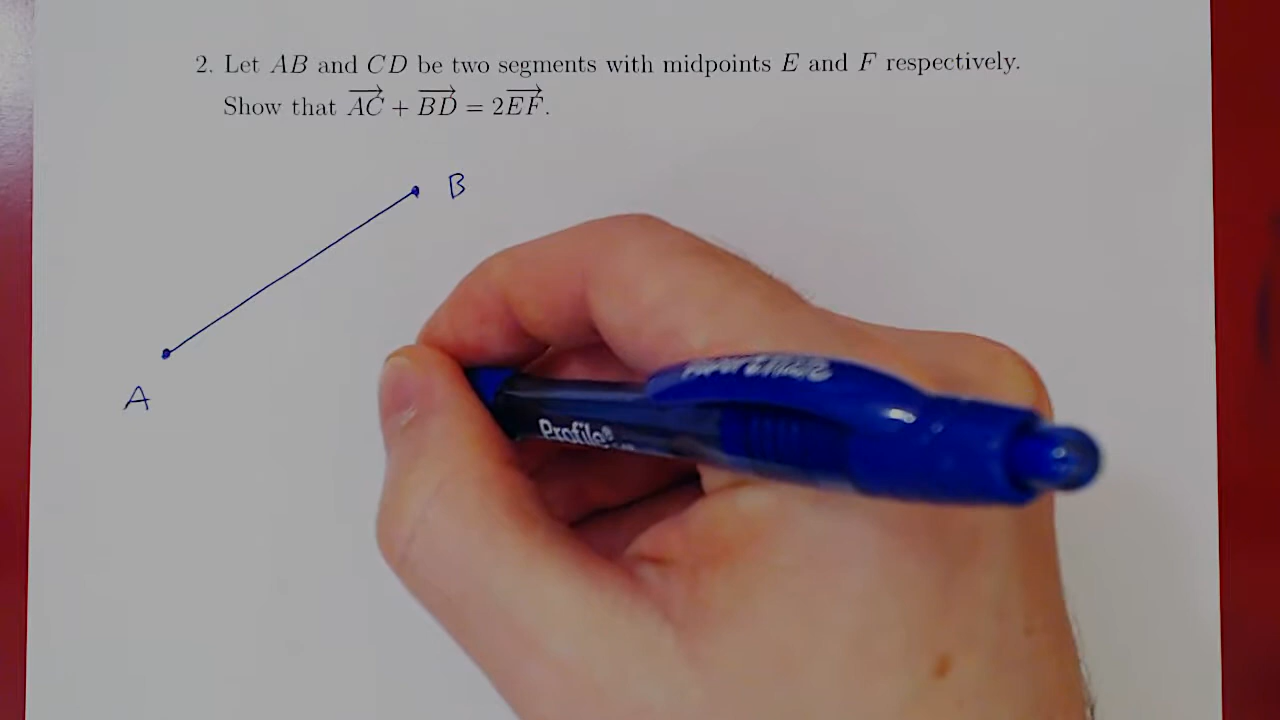 2. Let AB and CD be two segments with midpoints E and F respectively.
Show that $\overrightarrow{AC} + \overrightarrow{BD} = 2\overrightarrow{EF}$.
B
A
Profile®